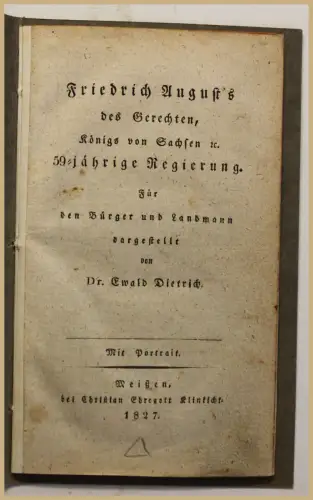 Friedrich August's
des Gerechten,
Königs von Sachsen ꝛc.
59-jährige Regierung.
Für
den Bürger und Landmann
dargestellt
von
Dr. Ewald Dietrich.
Mit Portrait.
Meißen,
bei Christian Ehregott Klinkicht.
1827.